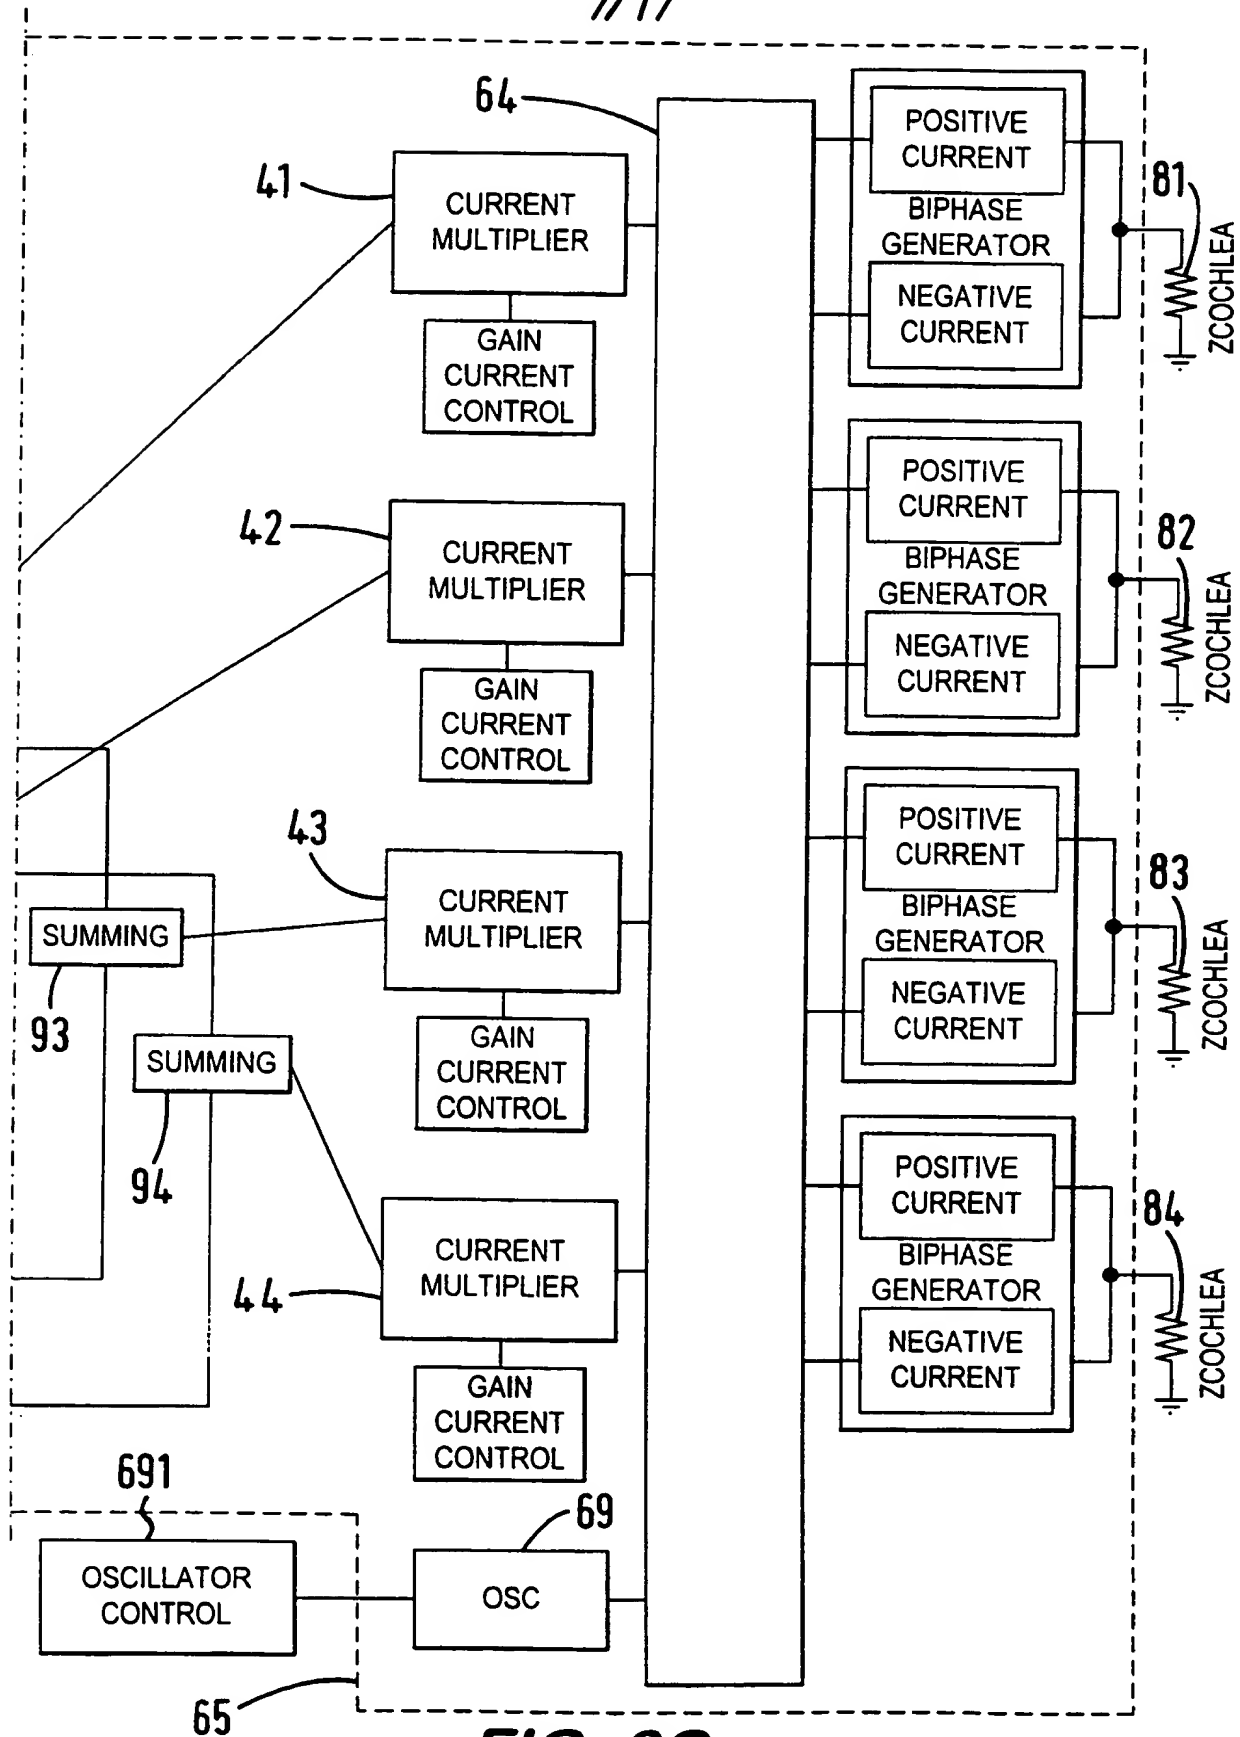 64
POSITIVE
CURRENT
BIPHASE
GENERATOR
NEGATIVE
CURRENT
81
ZCOCHLEA
41
CURRENT
MULTIPLIER
GAIN
CURRENT
CONTROL
42
CURRENT
MULTIPLIER
GAIN
CURRENT
CONTROL
POSITIVE
CURRENT
BIPHASE
GENERATOR
NEGATIVE
CURRENT
82
ZCOCHLEA
43
CURRENT
MULTIPLIER
GAIN
CURRENT
CONTROL
POSITIVE
CURRENT
BIPHASE
GENERATOR
NEGATIVE
CURRENT
83
ZCOCHLEA
SUMMING
93
SUMMING
94
44
CURRENT
MULTIPLIER
GAIN
CURRENT
CONTROL
POSITIVE
CURRENT
BIPHASE
GENERATOR
NEGATIVE
CURRENT
84
ZCOCHLEA
691
OSCILLATOR
CONTROL
69
OSC
65